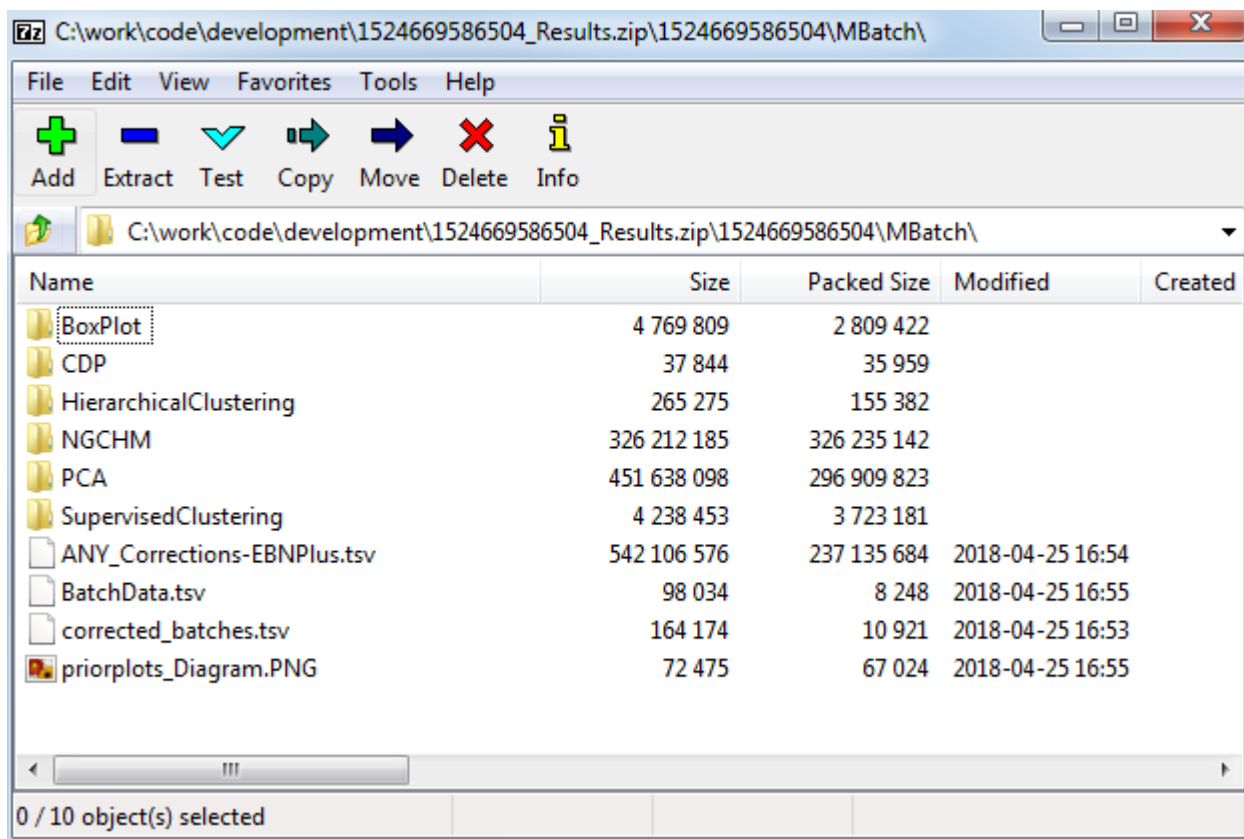 7z C:\work\code\development\1524669586504_Results.zip\1524669586504\MBatch\
File Edit View Favorites Tools Help
Add Extract Test Copy Move Delete Info
C:\work\code\development\1524669586504_Results.zip\1524669586504\MBatch\
Name Size Packed Size Modified Created
BoxPlot 4 769 809 2 809 422
CDP 37 844 35 959
HierarchicalClustering 265 275 155 382
NGCHM 326 212 185 326 235 142
PCA 451 638 098 296 909 823
SupervisedClustering 4 238 453 3 723 181
ANY_Corrections-EBNPlus.tsv 542 106 576 237 135 684 2018-04-25 16:54
BatchData.tsv 98 034 8 248 2018-04-25 16:55
corrected_batches.tsv 164 174 10 921 2018-04-25 16:53
priorplots_Diagram.PNG 72 475 67 024 2018-04-25 16:55
0 / 10 object(s) selected